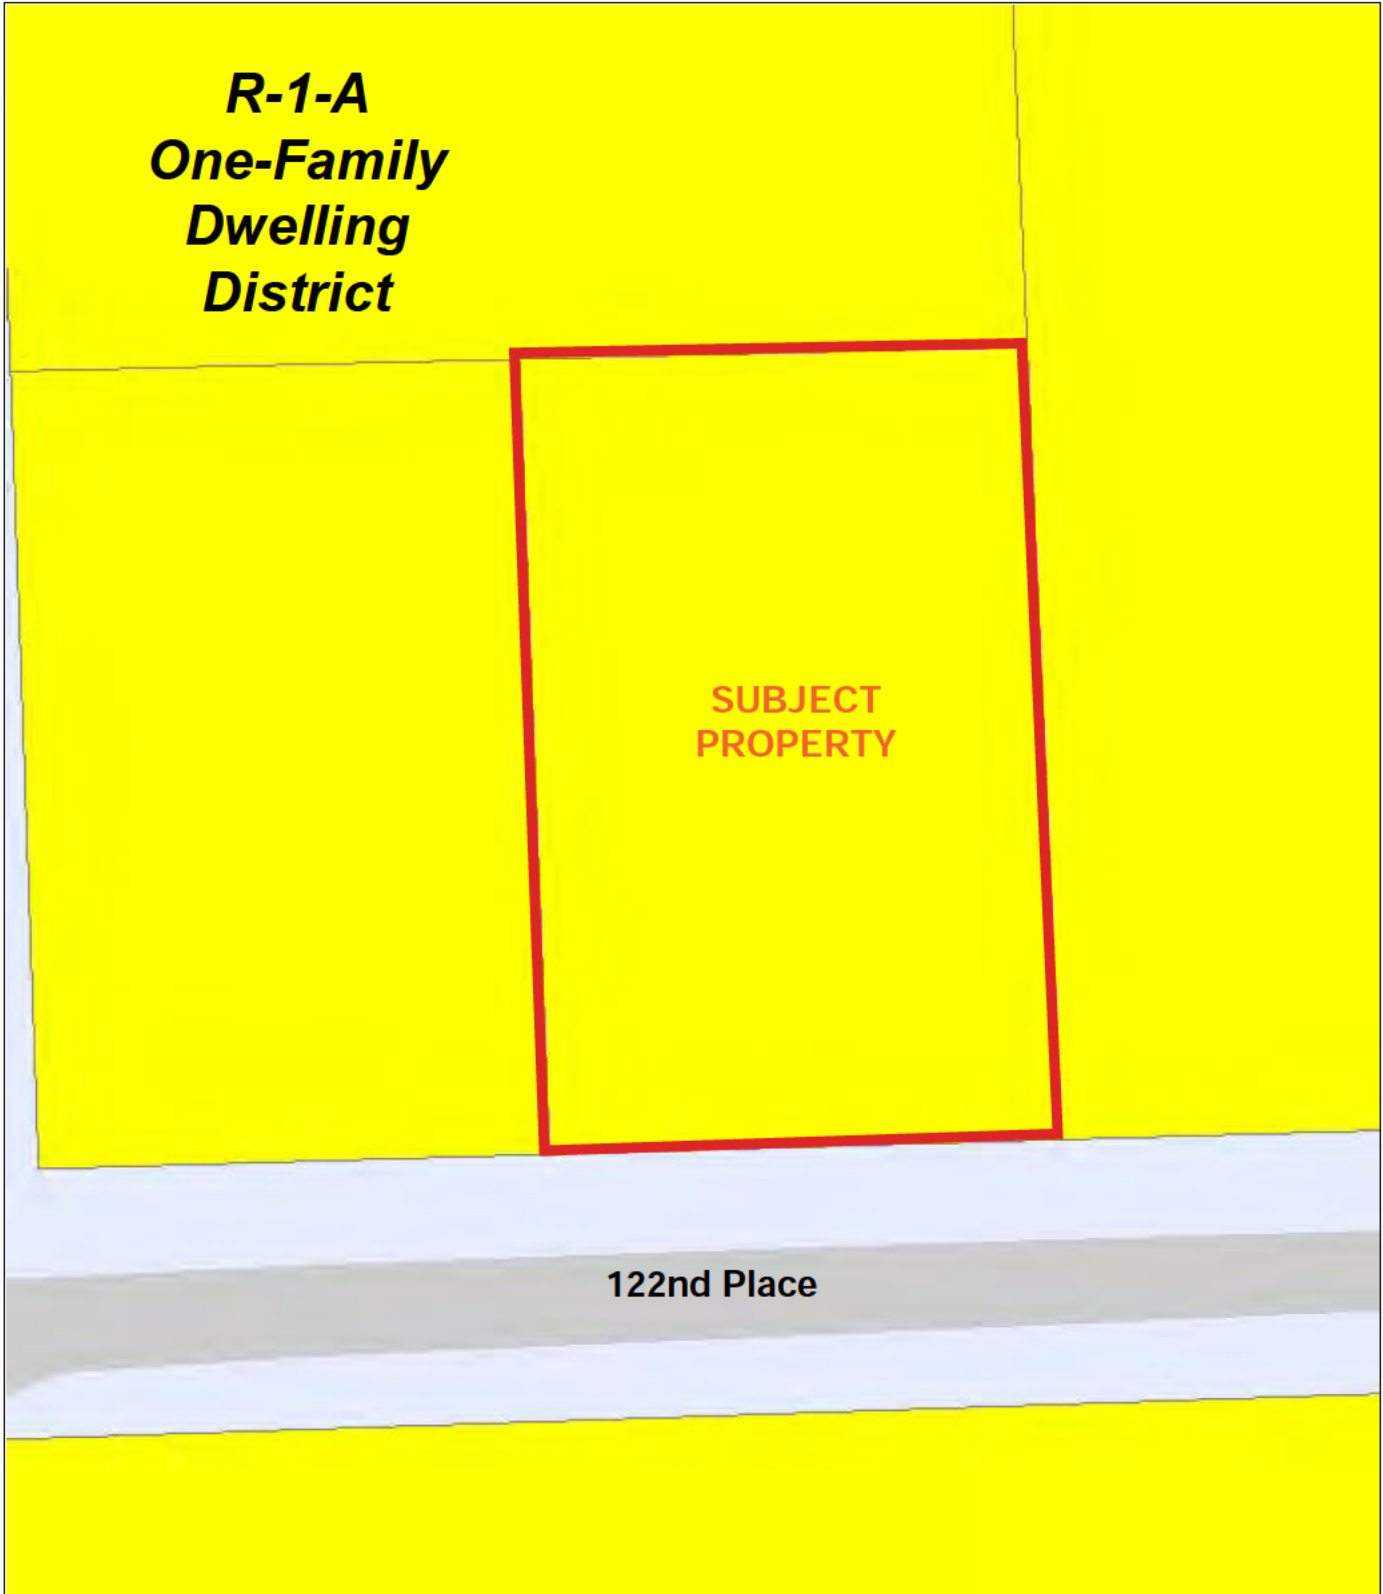 R-1-A
One-Family
Dwelling
District
SUBJECT
PROPERTY
122nd Place